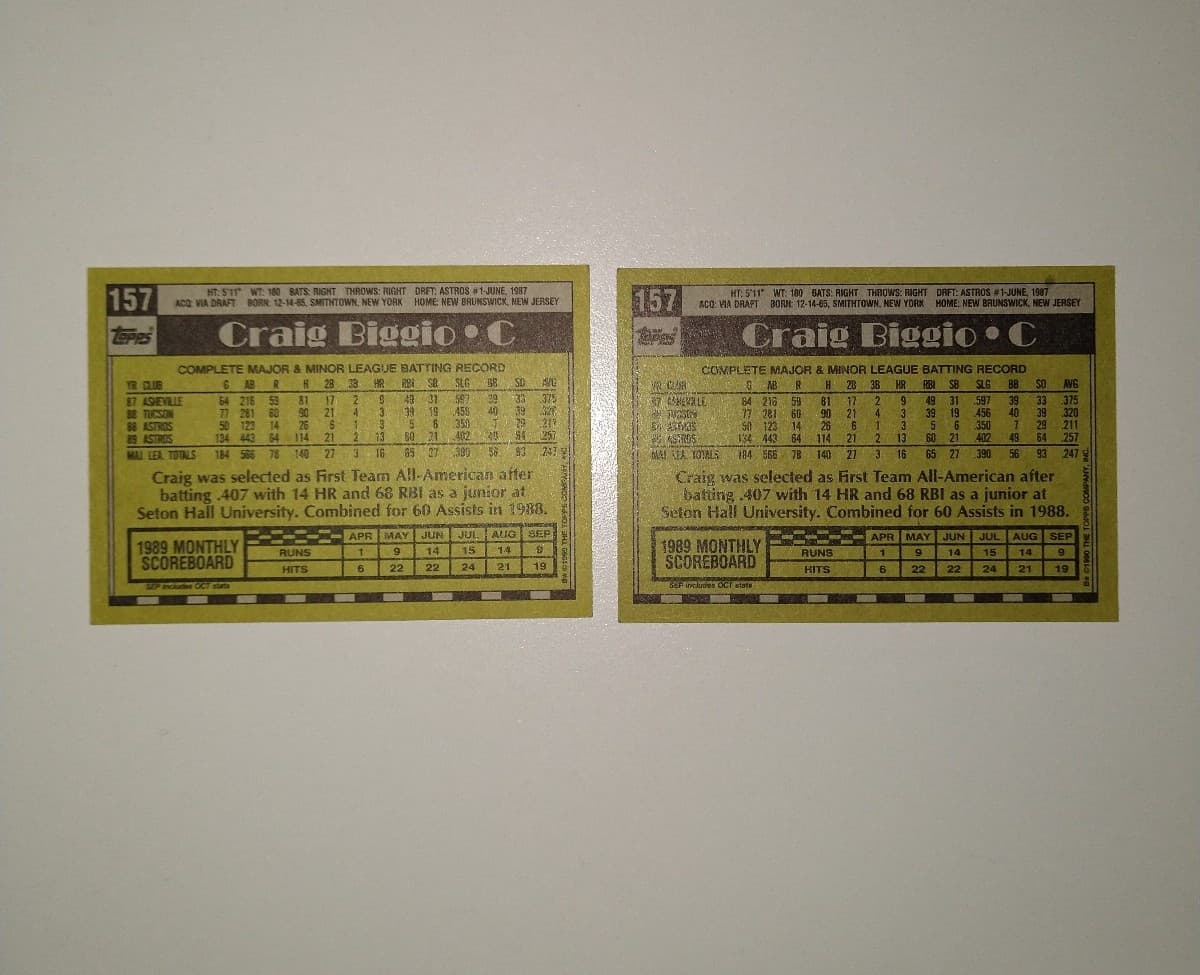 157
HT: 5'11" WT: 180 BATS: RIGHT THROWS: RIGHT DRFT: ASTROS #1-JUNE, 1987
ACQ: VIA DRAFT BORN: 12-14-65, SMITHTOWN, NEW YORK HOME: NEW BRUNSWICK, NEW JERSEY
TOPPS
Craig Biggio • C
COMPLETE MAJOR & MINOR LEAGUE BATTING RECORD
YR CLUB G AB R H 2B 3B HR RBI SB SLG BB SO AVG
87 ASHEVILLE 64 216 59 81 17 2 9 49 31 .597 39 33 .375
88 TUCSON 77 281 60 90 21 4 3 39 19 .456 40 39 .320
88 ASTROS 50 123 14 26 6 1 3 5 6 .350 7 29 .211
89 ASTROS 134 443 64 114 21 2 13 60 21 .402 49 64 .257
MAJ. LEA. TOTALS 184 566 78 140 27 3 16 65 27 .390 56 93 .247
Craig was selected as First Team All-American after
batting .407 with 14 HR and 68 RBI as a junior at
Seton Hall University. Combined for 60 Assists in 1988.
1989 MONTHLY
SCOREBOARD
APR MAY JUN JUL AUG SEP
RUNS 1 9 14 15 14 9
HITS 6 22 22 24 21 19
SEP includes OCT stats
B* ©1990 THE TOPPS COMPANY, INC.
157
HT: 5'11" WT: 180 BATS: RIGHT THROWS: RIGHT DRFT: ASTROS #1-JUNE, 1987
ACQ: VIA DRAFT BORN: 12-14-65, SMITHTOWN, NEW YORK HOME: NEW BRUNSWICK, NEW JERSEY
TOPPS
Craig Biggio • C
COMPLETE MAJOR & MINOR LEAGUE BATTING RECORD
YR CLUB G AB R H 2B 3B HR RBI SB SLG BB SO AVG
87 ASHEVILLE 64 216 59 81 17 2 9 49 31 .597 39 33 .375
88 TUCSON 77 281 60 90 21 4 3 39 19 .456 40 39 .320
88 ASTROS 50 123 14 26 6 1 3 5 6 .350 7 29 .211
89 ASTROS 134 443 64 114 21 2 13 60 21 .402 49 64 .257
MAJ. LEA. TOTALS 184 566 78 140 27 3 16 65 27 .390 56 93 .247
Craig was selected as First Team All-American after
batting .407 with 14 HR and 68 RBI as a junior at
Seton Hall University. Combined for 60 Assists in 1988.
1989 MONTHLY
SCOREBOARD
APR MAY JUN JUL AUG SEP
RUNS 1 9 14 15 14 9
HITS 6 22 22 24 21 19
SEP includes OCT stats
B* ©1990 THE TOPPS COMPANY, INC.